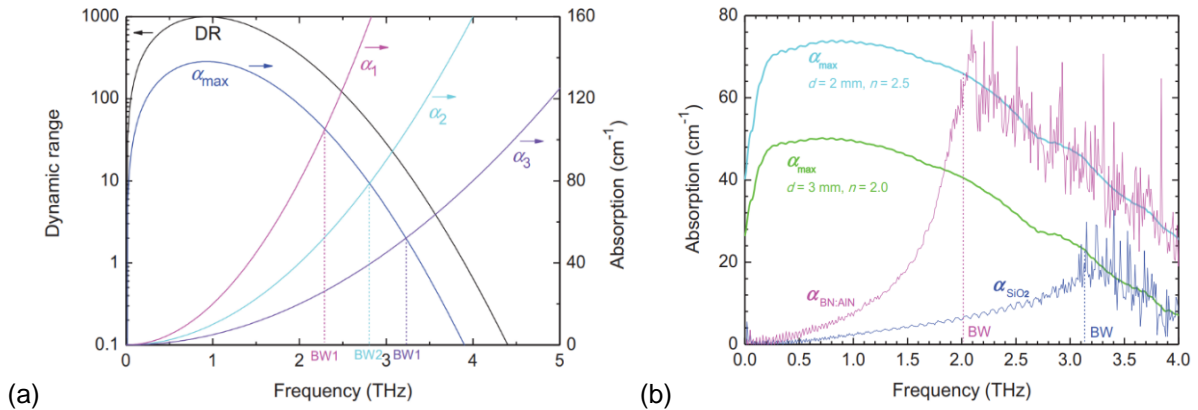 1000
100
10
1
0.1
Dynamic range
DR
αmax
α1
α2
α3
160
120
80
40
0
Absorption (cm-1)
0 1 2 3 4 5
BW1 BW2 BW1
Frequency (THz)
(a)
80
60
40
20
0
Absorption (cm-1)
αmax
d = 2 mm, n = 2.5
αmax
d = 3 mm, n = 2.0
αBN:AlN
αSiO2
BW BW
0.0 0.5 1.0 1.5 2.0 2.5 3.0 3.5 4.0
Frequency (THz)
(b)